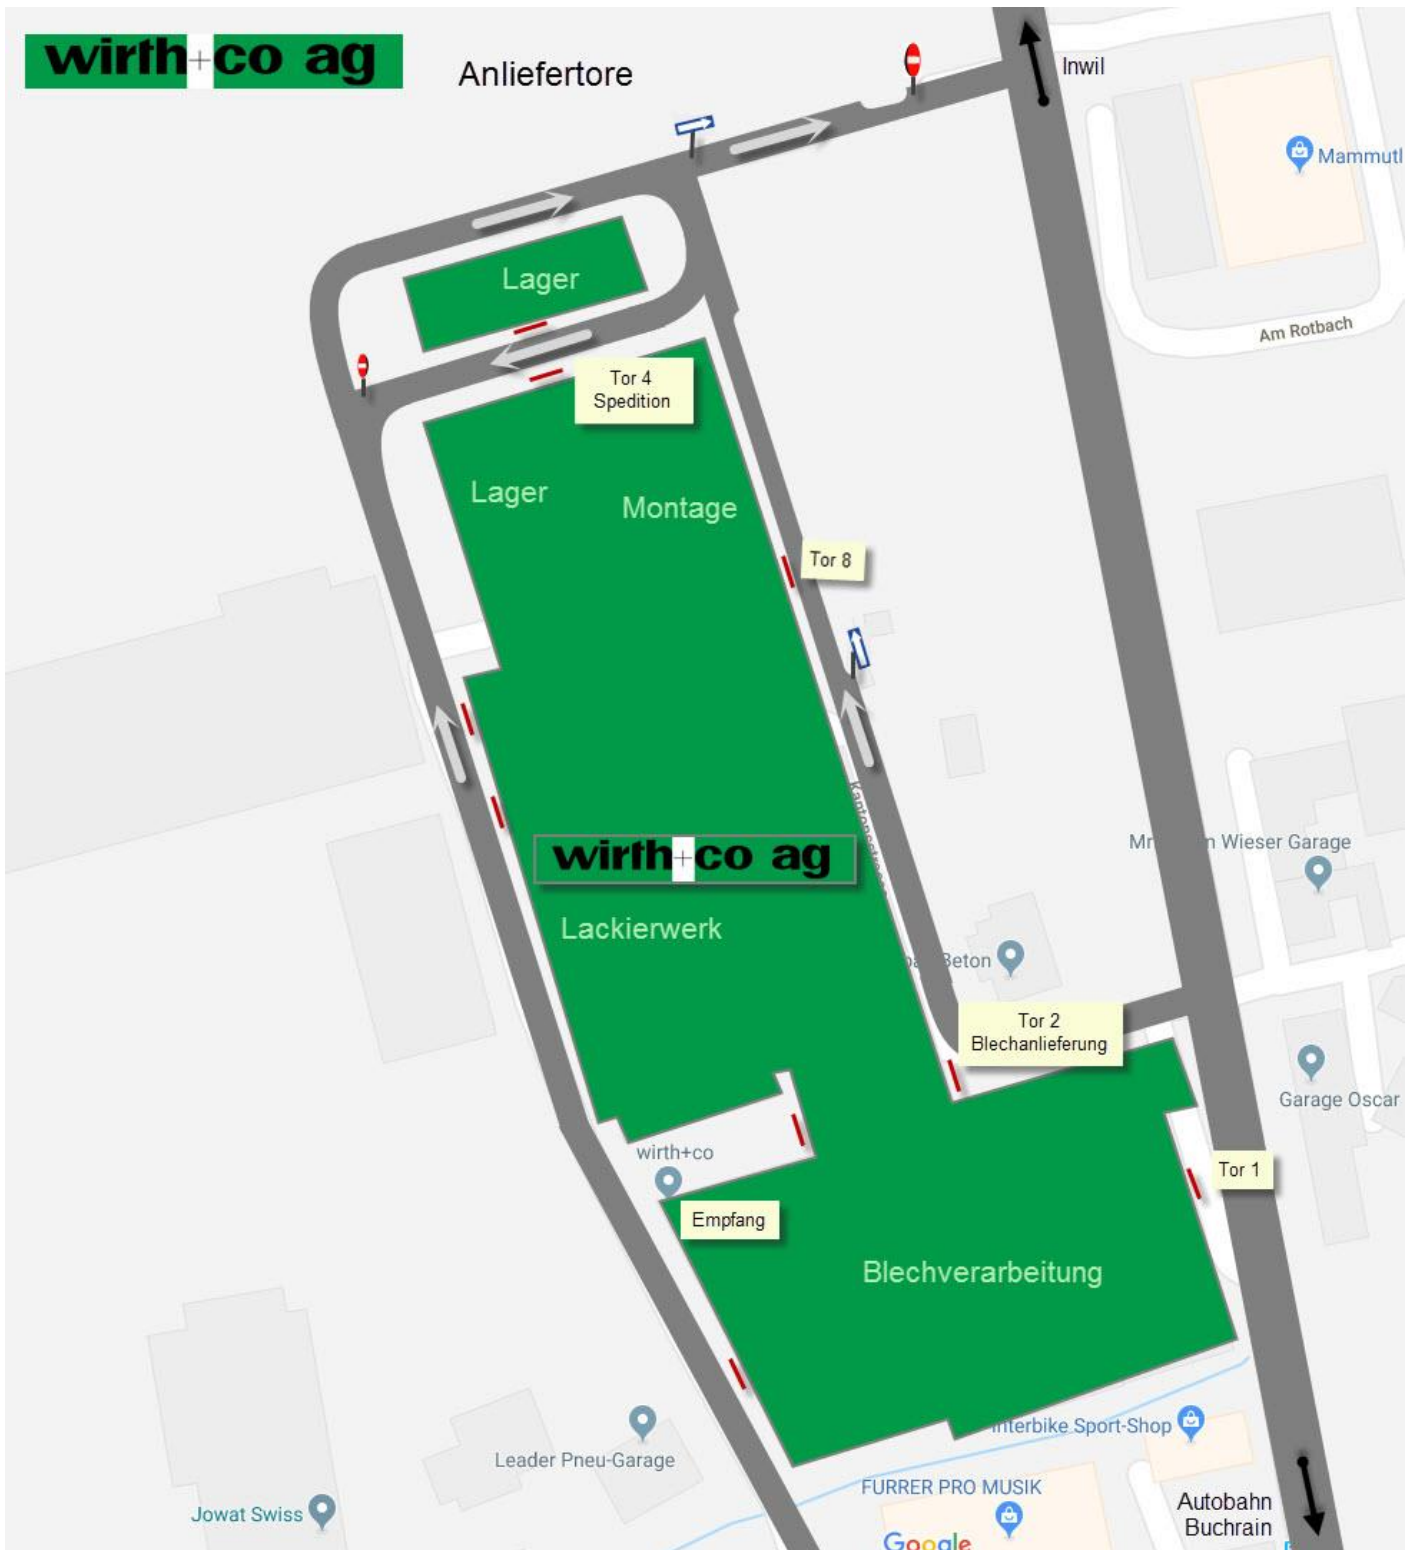 wirth+co ag
Anliefertore
Inwil
Mammutl
Lager
Am Rotbach
Tor 4
Spedition
Lager
Montage
Tor 8
Mr
n Wieser Garage
wirth+co ag
Lackierwerk
Beton
Tor 2
Blechanlieferung
Garage Oscar
wirth+co
Tor 1
Empfang
Blechverarbeitung
Interbike Sport-Shop
Leader Pneu-Garage
FURRER PRO MUSIK
Jowat Swiss
Autobahn
Buchrain
Google